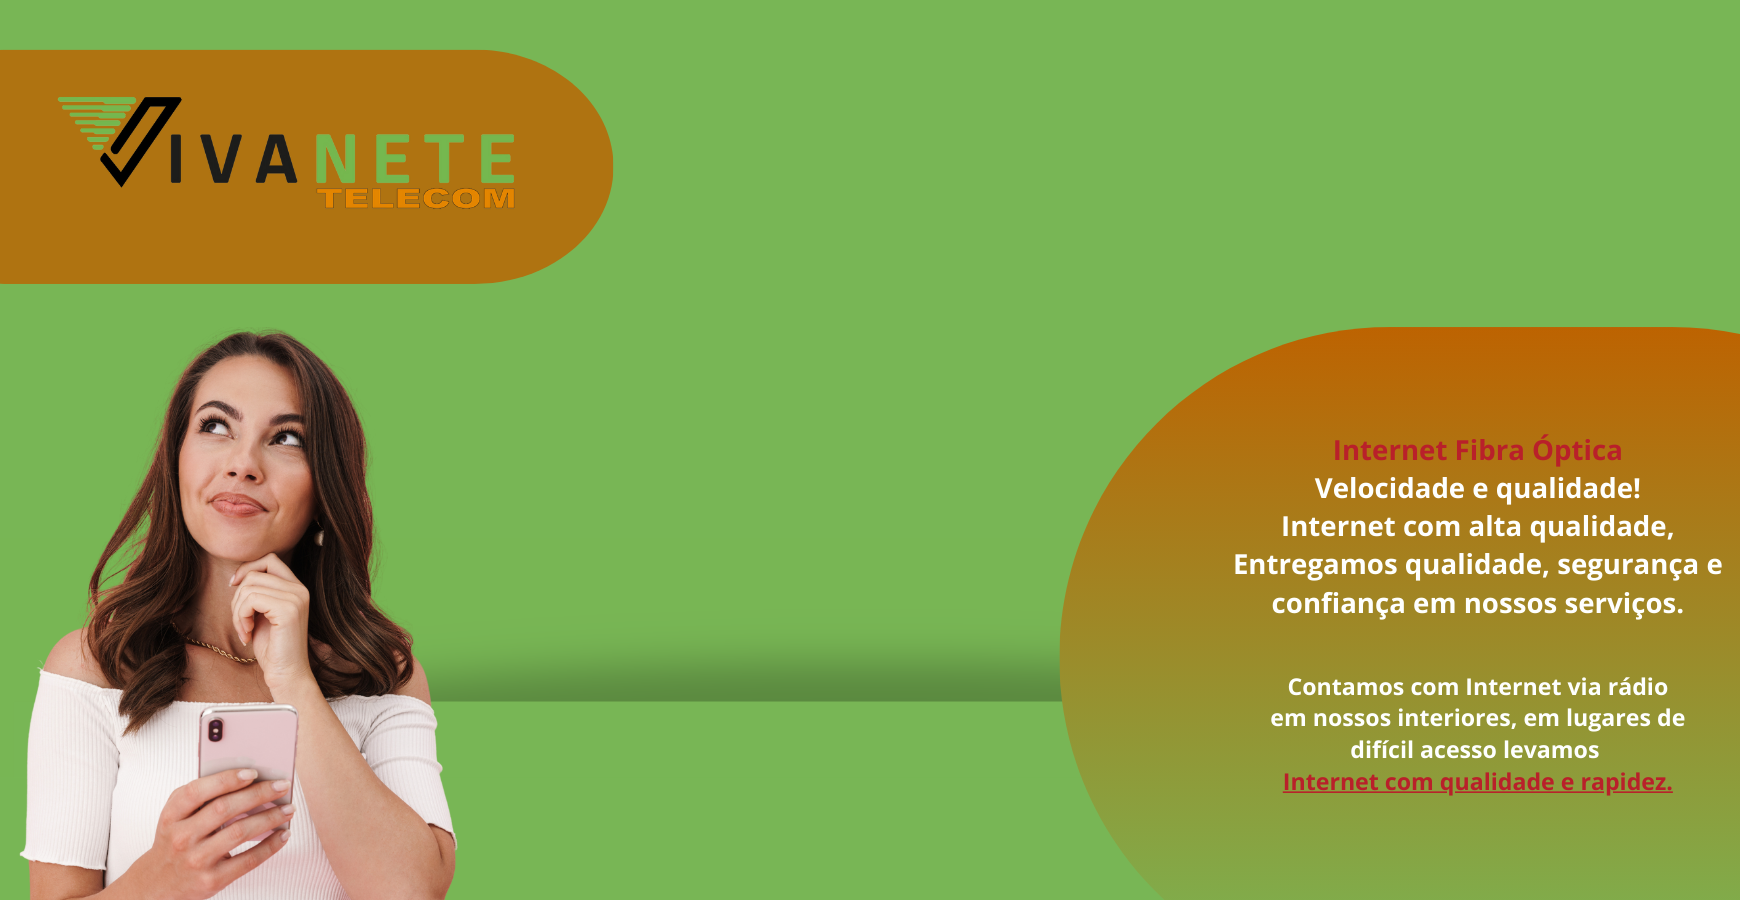 VIVANETE
TELECOM
Internet Fibra Óptica
Velocidade e qualidade!
Internet com alta qualidade,
Entregamos qualidade, segurança e
confiança em nossos serviços.
Contamos com Internet via rádio
em nossos interiores, em lugares de
difícil acesso levamos
Internet com qualidade e rapidez.